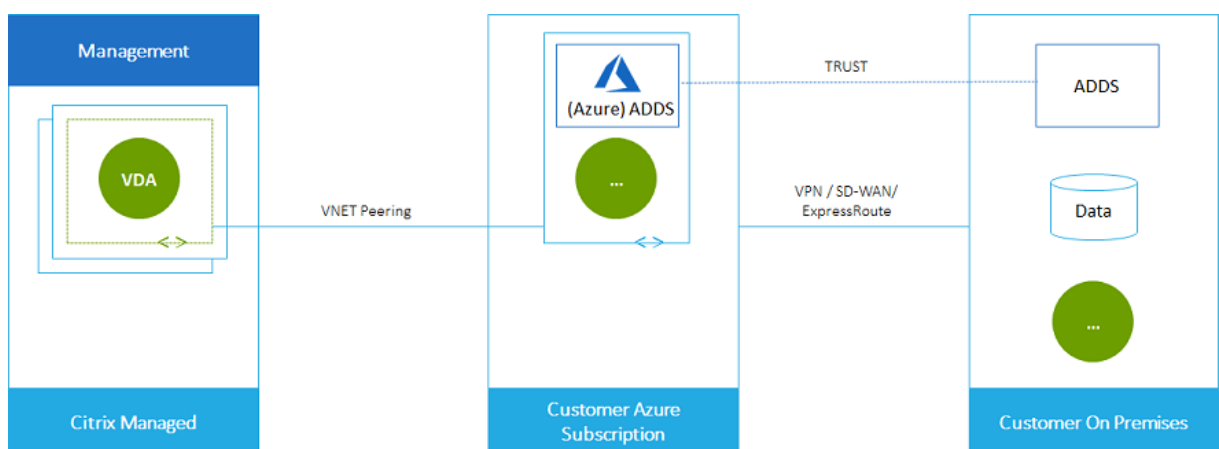 Management
VDA
Citrix Managed
VNET Peering
(Azure) ADDS
...
Customer Azure
Subscription
TRUST
VPN / SD-WAN/
ExpressRoute
ADDS
Data
...
Customer On Premises